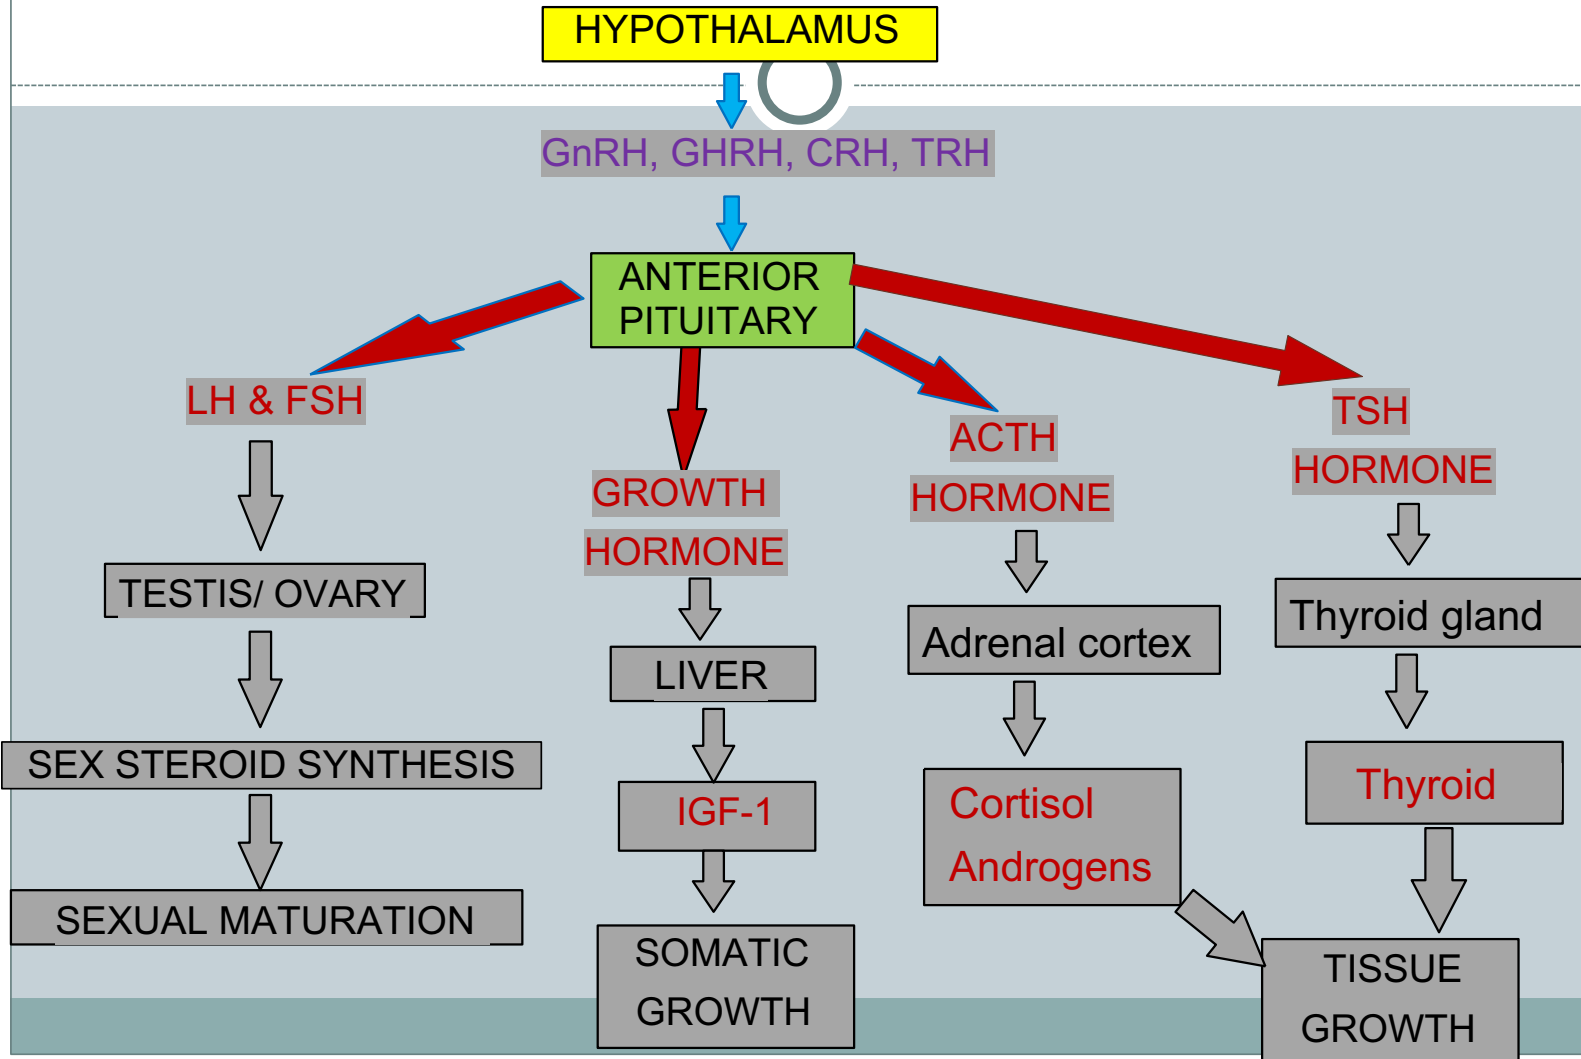 HYPOTHALAMUS
GnRH, GHRH, CRH, TRH
ANTERIOR
PITUITARY
LH & FSH
TESTIS/ OVARY
SEX STEROID SYNTHESIS
SEXUAL MATURATION
GROWTH
HORMONE
LIVER
IGF-1
SOMATIC
GROWTH
ACTH
HORMONE
Adrenal cortex
Cortisol
Androgens
TSH
HORMONE
Thyroid gland
Thyroid
TISSUE
GROWTH